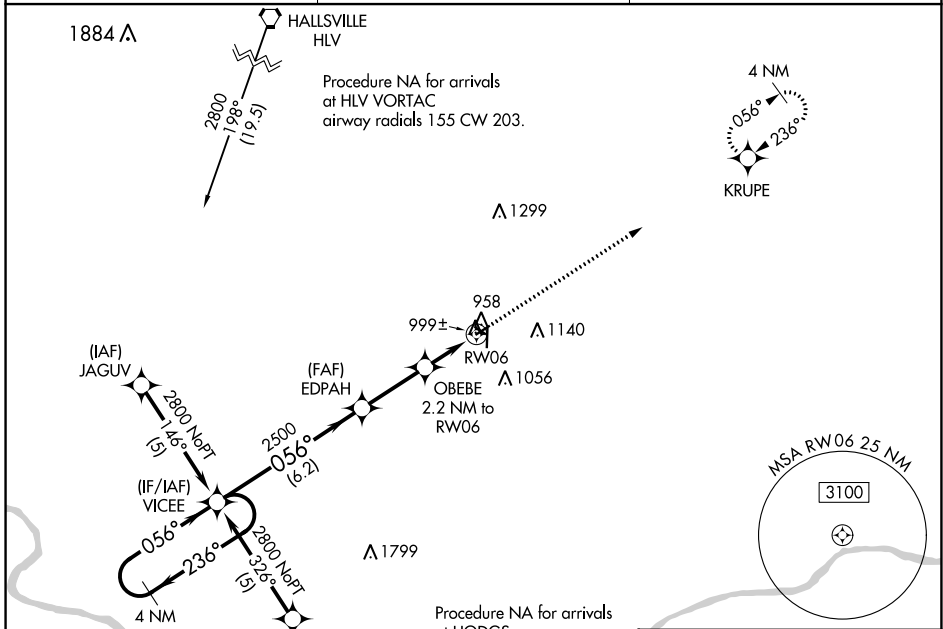 1884
HALLSVILLE
HLV
2800
198°
(19.5)
Procedure NA for arrivals
at HLV VORTAC
airway radials 155 CW 203.
4 NM
056°
236°
KRUPE
1299
958
999±
1140
RW06
1056
(IAF)
JAGUV
(FAF)
EDPAH
OBEBE
2.2 NM to
RW06
2800 NoPT
146°
(5)
2500
056°
(6.2)
(IF/IAF)
VICEE
056°
236°
4 NM
2800 NoPT
326°
(5)
1799
MSA RW06 25 NM
3100
Procedure NA for arrivals